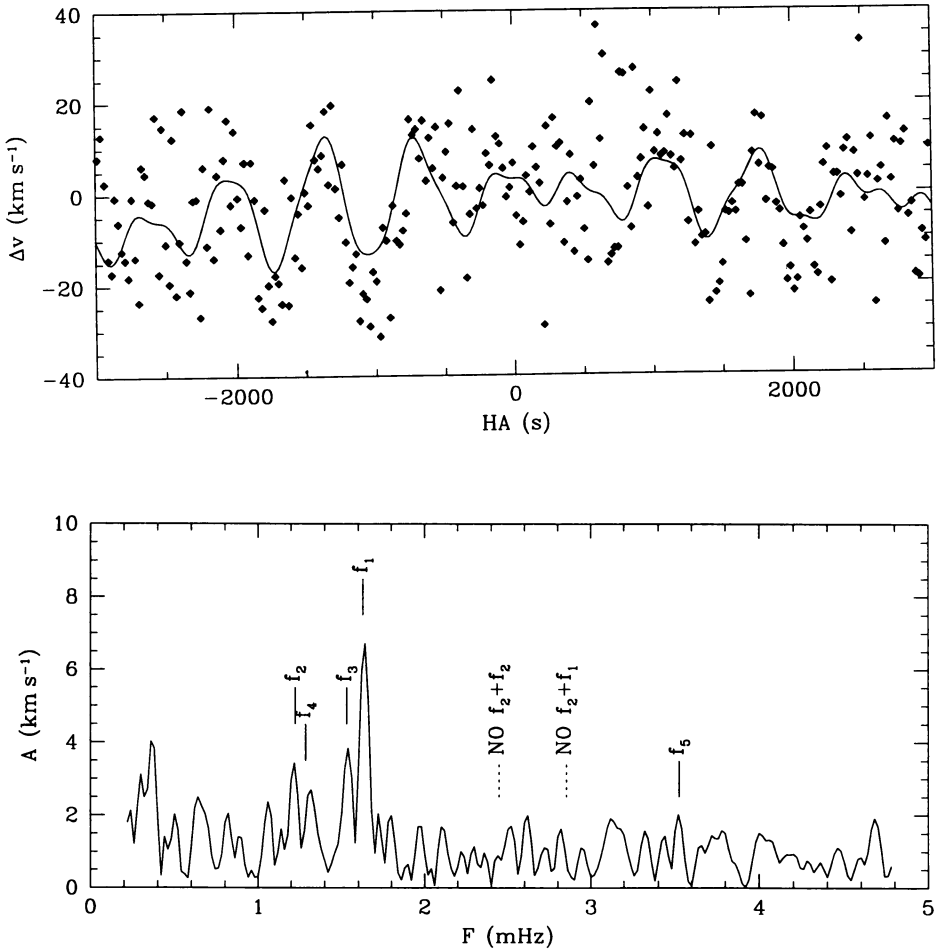 40
20
0
−20
−40
Δv (km s⁻¹)
−2000 −1000 0 1000 2000
HA (s)
10
8
6
4
2
0
A (km s⁻¹)
f₂
f₄
f₃
f₁
NO f₂+f₂
NO f₂+f₁
f₅
0 1 2 3 4 5
F (mHz)